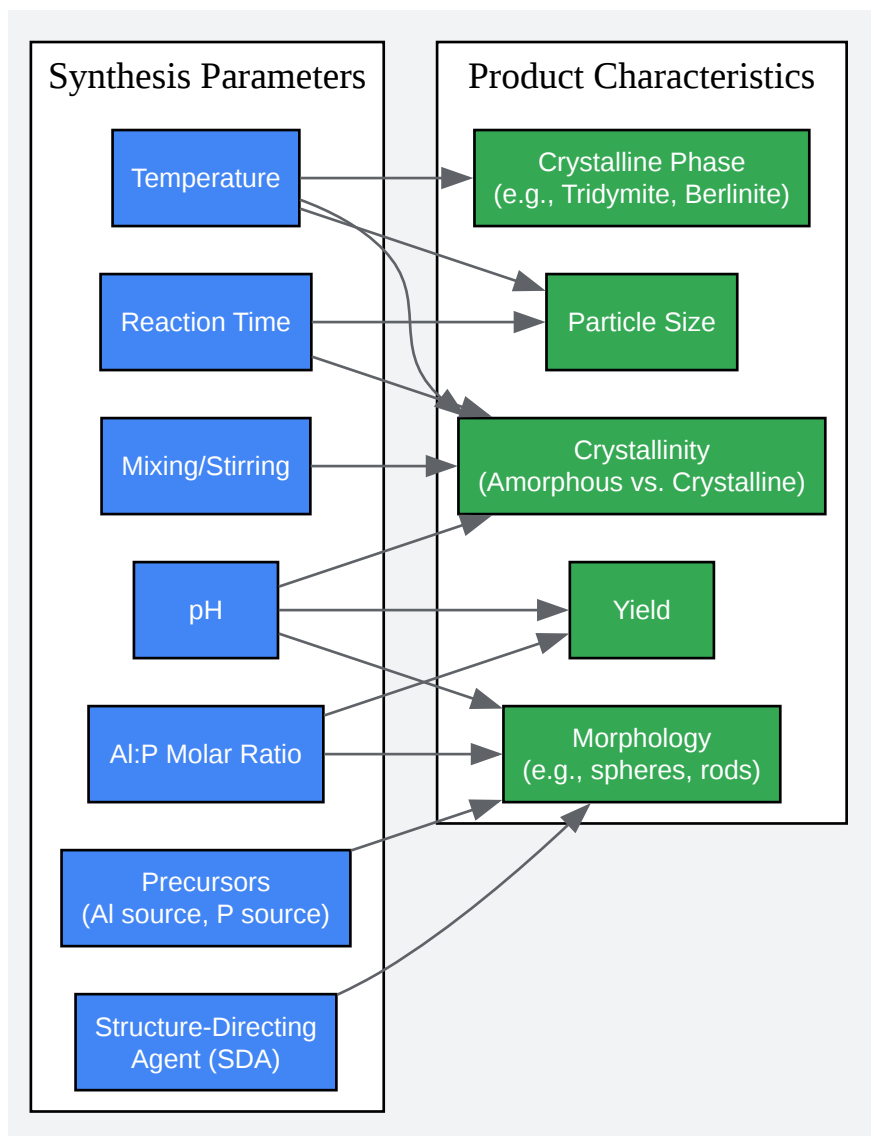 Synthesis Parameters
Temperature
Reaction Time
Mixing/Stirring
pH
Al:P Molar Ratio
Precursors
(Al source, P source)
Structure-Directing
Agent (SDA)
Product Characteristics
Crystalline Phase
(e.g., Tridymite, Berlinite)
Particle Size
Crystallinity
(Amorphous vs. Crystalline)
Yield
Morphology
(e.g., spheres, rods)